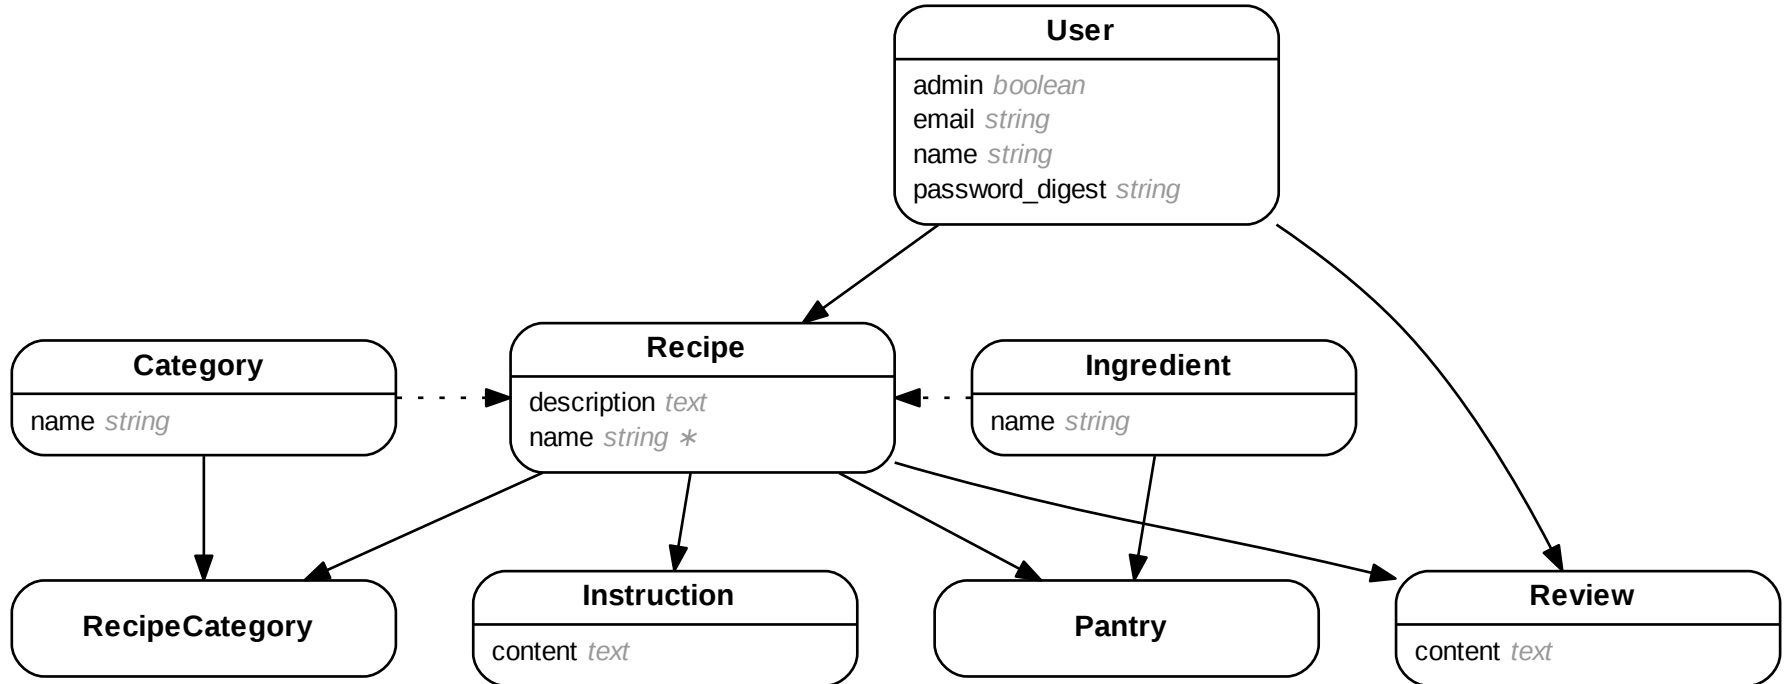 User
admin boolean
email string
name string
password_digest string
Category
name string
Recipe
description text
name string ∗
Ingredient
name string
RecipeCategory
Instruction
content text
Pantry
Review
content text